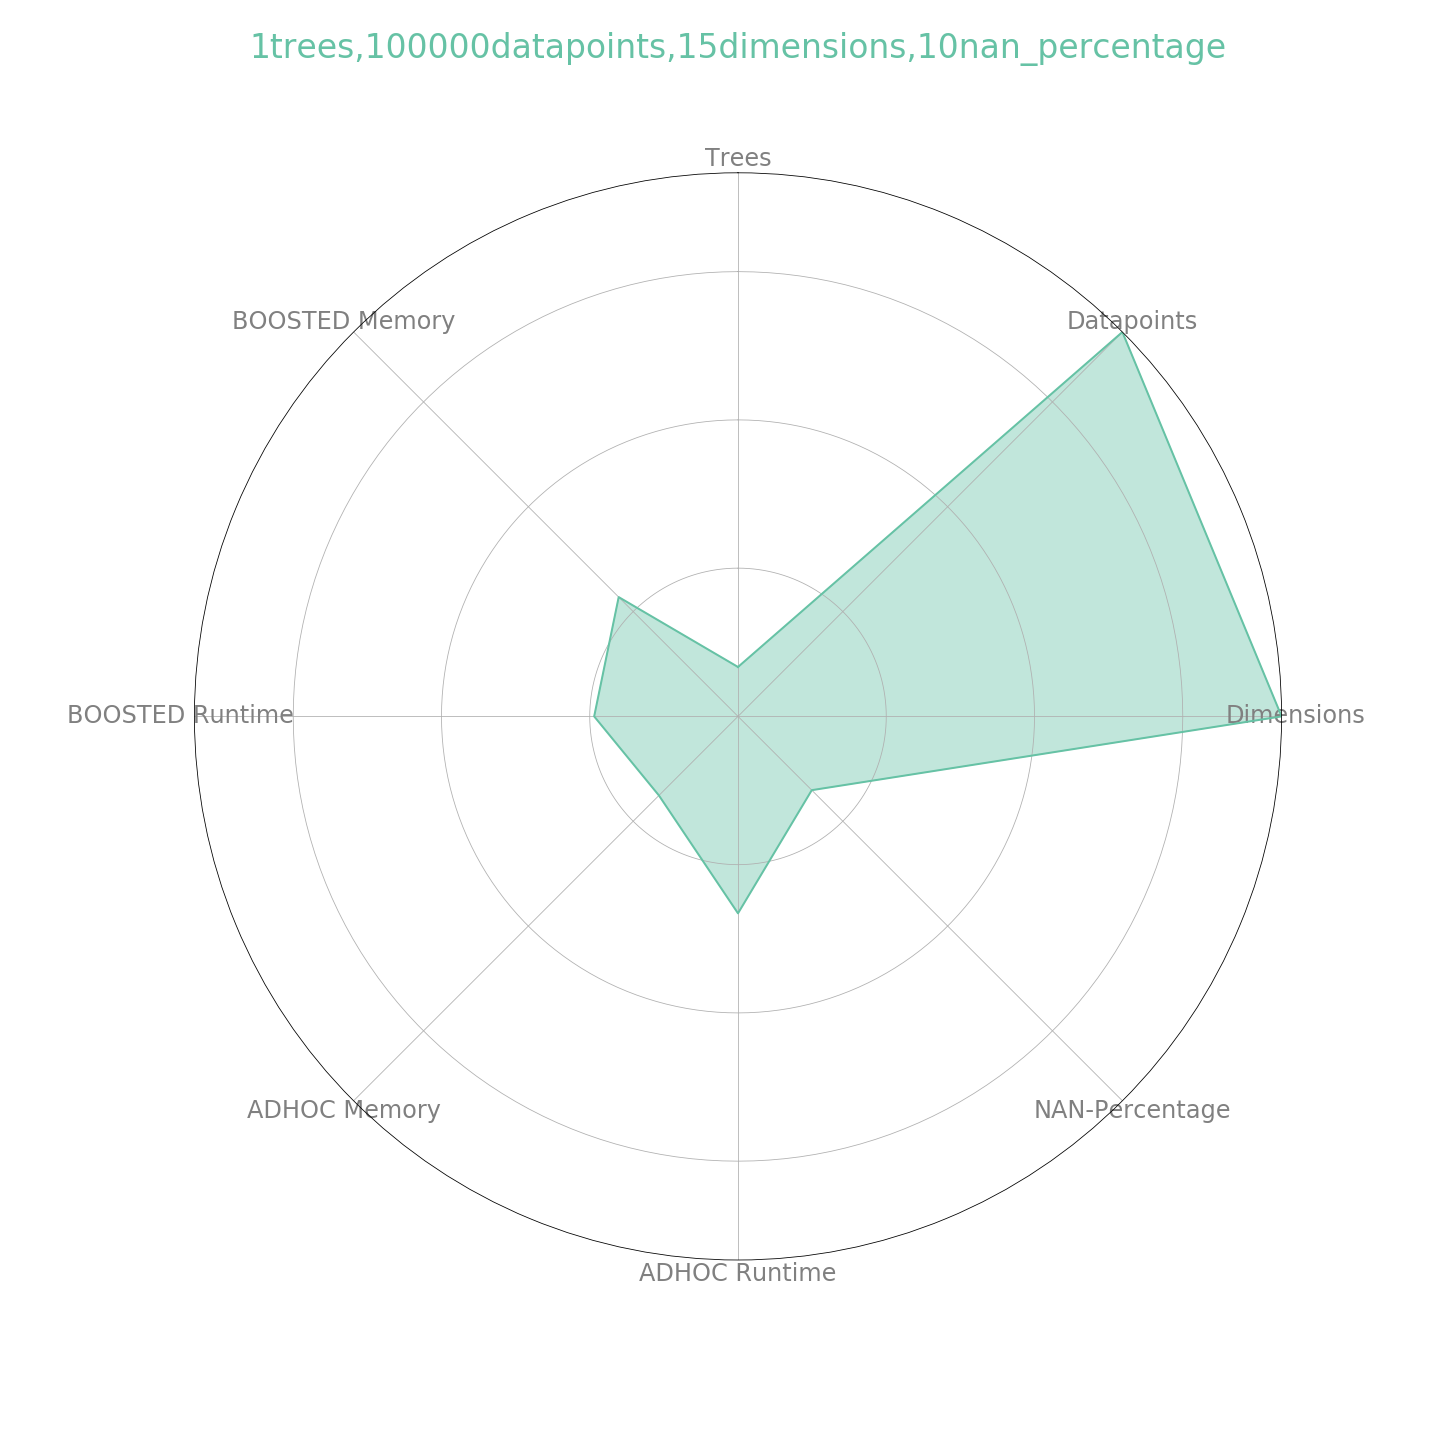 1trees,100000datapoints,15dimensions,10nan_percentage
Trees
BOOSTED Memory
Datapoints
BOOSTED Runtime
Dimensions
ADHOC Memory
NAN-Percentage
ADHOC Runtime